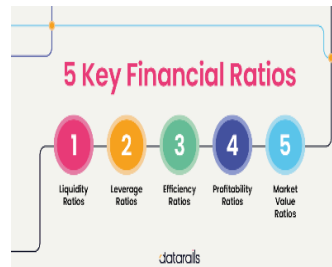 5 Key Financial Ratios
1 2 3 4 5
Liquidity Ratios
Leverage Ratios
Efficiency Ratios
Profitability Ratios
Market Value Ratios
datarails